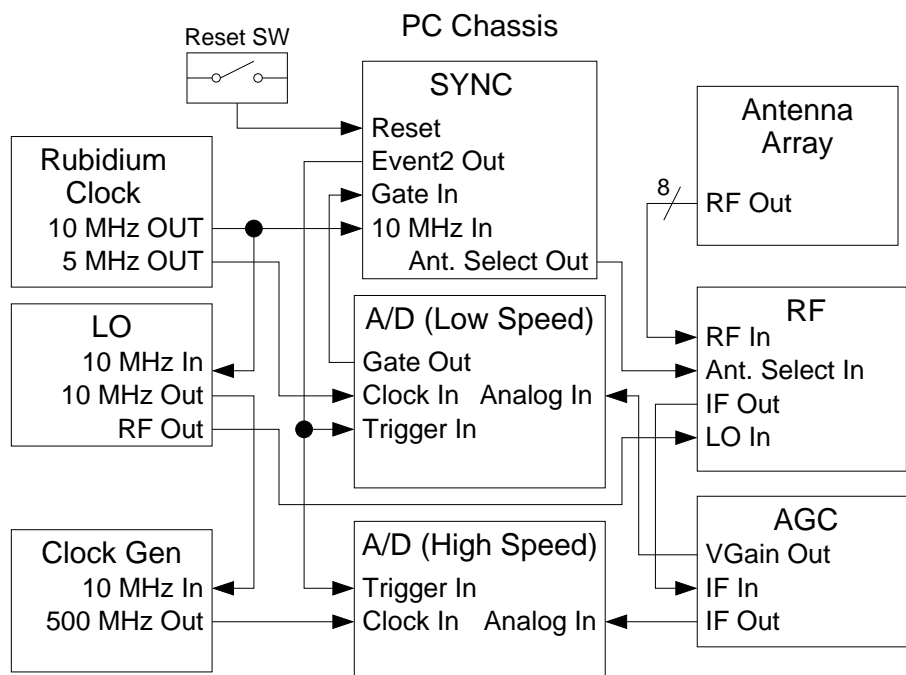 PC Chassis
Reset SW
SYNC
Reset
Event2 Out
Gate In
10 MHz In
Ant. Select Out
Antenna
Array
8
RF Out
Rubidium
Clock
10 MHz OUT
5 MHz OUT
LO
10 MHz In
10 MHz Out
RF Out
A/D (Low Speed)
Gate Out
Clock In Analog In
Trigger In
RF
RF In
Ant. Select In
IF Out
LO In
Clock Gen
10 MHz In
500 MHz Out
A/D (High Speed)
Trigger In
Clock In Analog In
AGC
VGain Out
IF In
IF Out